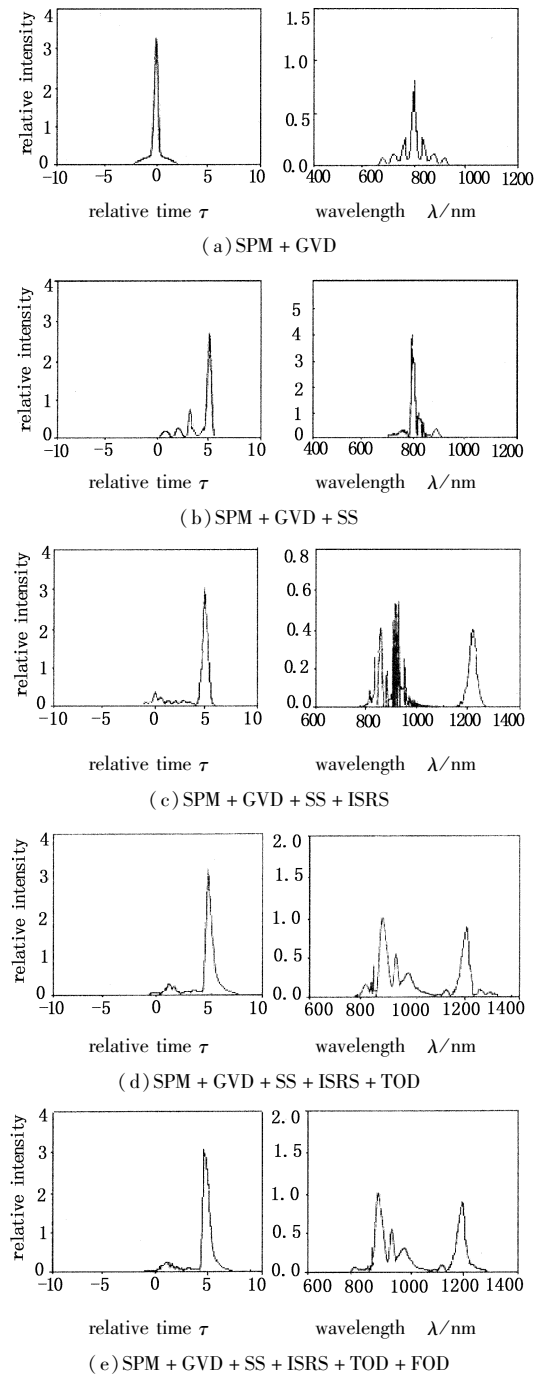 4
3
2
1
0
relative intensity
-10 -5 0 5 10
relative time τ
1.5
1.0
0.5
0.0
400 600 800 1000 1200
wavelength λ/nm
(a)SPM + GVD
4
3
2
1
0
relative intensity
-10 -5 0 5 10
relative time τ
5
4
3
2
1
0
400 600 800 1000 1200
wavelength λ/nm
(b)SPM + GVD + SS
4
3
2
1
0
relative intensity
-10 -5 0 5 10
relative time τ
0.8
0.6
0.4
0.2
0.0
600 800 1000 1200 1400
wavelength λ/nm
(c)SPM + GVD + SS + ISRS
4
3
2
1
0
relative intensity
-10 -5 0 5 10
relative time τ
2.0
1.5
1.0
0.5
0.0
600 800 1000 1200 1400
wavelength λ/nm
(d)SPM + GVD + SS + ISRS + TOD
4
3
2
1
0
relative intensity
-10 -5 0 5 10
relative time τ
2.0
1.5
1.0
0.5
0.0
600 800 1000 1200 1400
wavelength λ/nm
(e)SPM + GVD + SS + ISRS + TOD + FOD